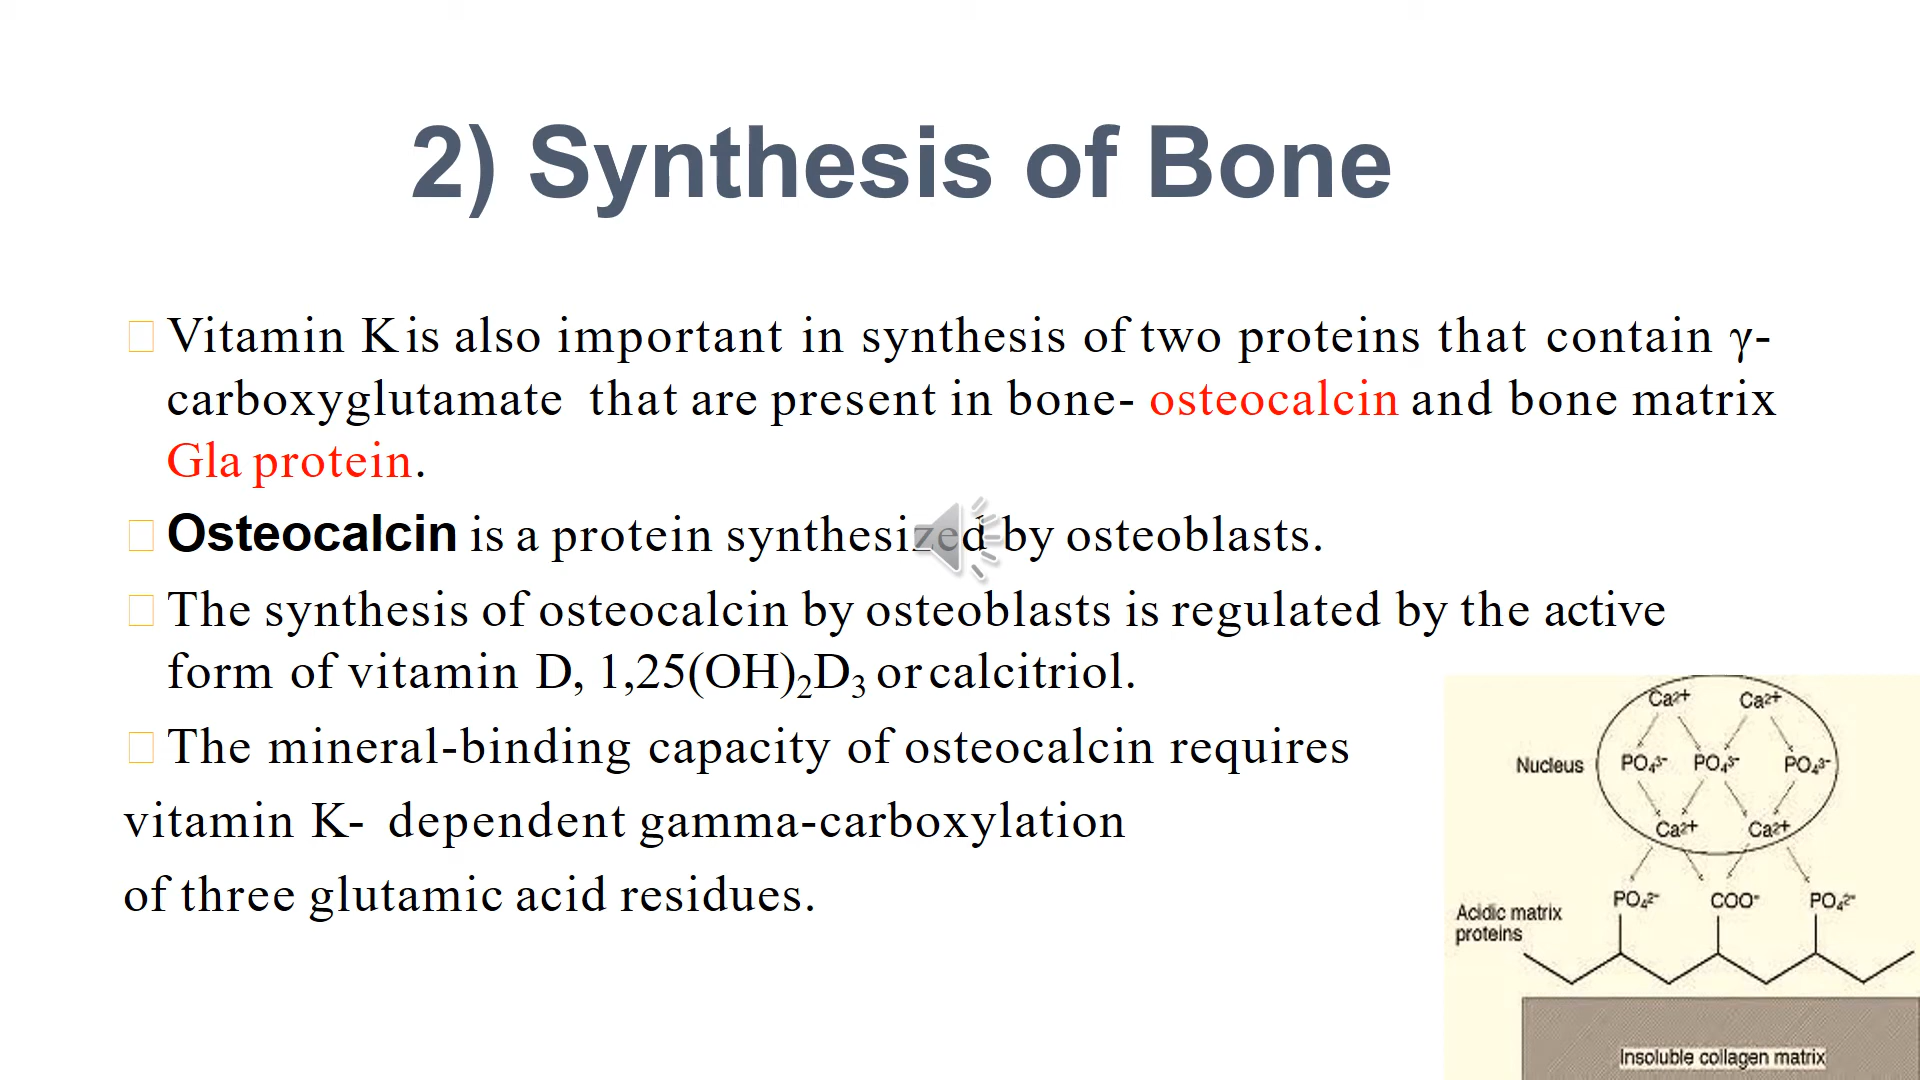 2) Synthesis of Bone
Vitamin K is also important in synthesis of two proteins that contain γ-
carboxyglutamate that are present in bone- osteocalcin and bone matrix
Gla protein.
Osteocalcin is a protein synthesized by osteoblasts.
The synthesis of osteocalcin by osteoblasts is regulated by the active
form of vitamin D, 1,25(OH)₂D₃ or calcitriol.
The mineral-binding capacity of osteocalcin requires
vitamin K- dependent gamma-carboxylation
of three glutamic acid residues.
Ca²⁺ Ca²⁺
Nucleus PO₄³⁻ PO₄³⁻ PO₄³⁻
Ca²⁺ Ca²⁺
PO₄²⁻ COO⁻ PO₄²⁻
Acidic matrix
proteins
Insoluble collagen matrix